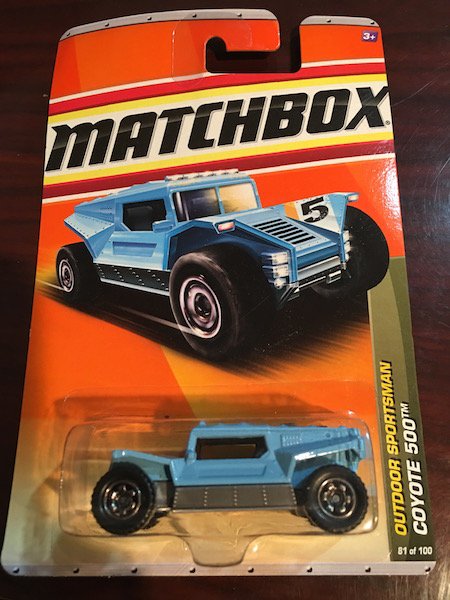 3+
MATCHBOX®
5
OUTDOOR SPORTSMAN
COYOTE 500™
81 of 100